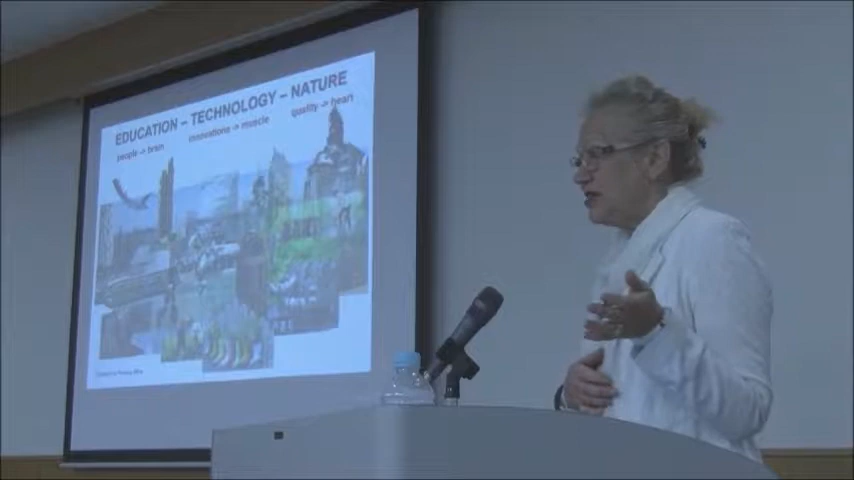 EDUCATION – TECHNOLOGY – NATURE
people -> brain innovations -> muscle quality -> heart